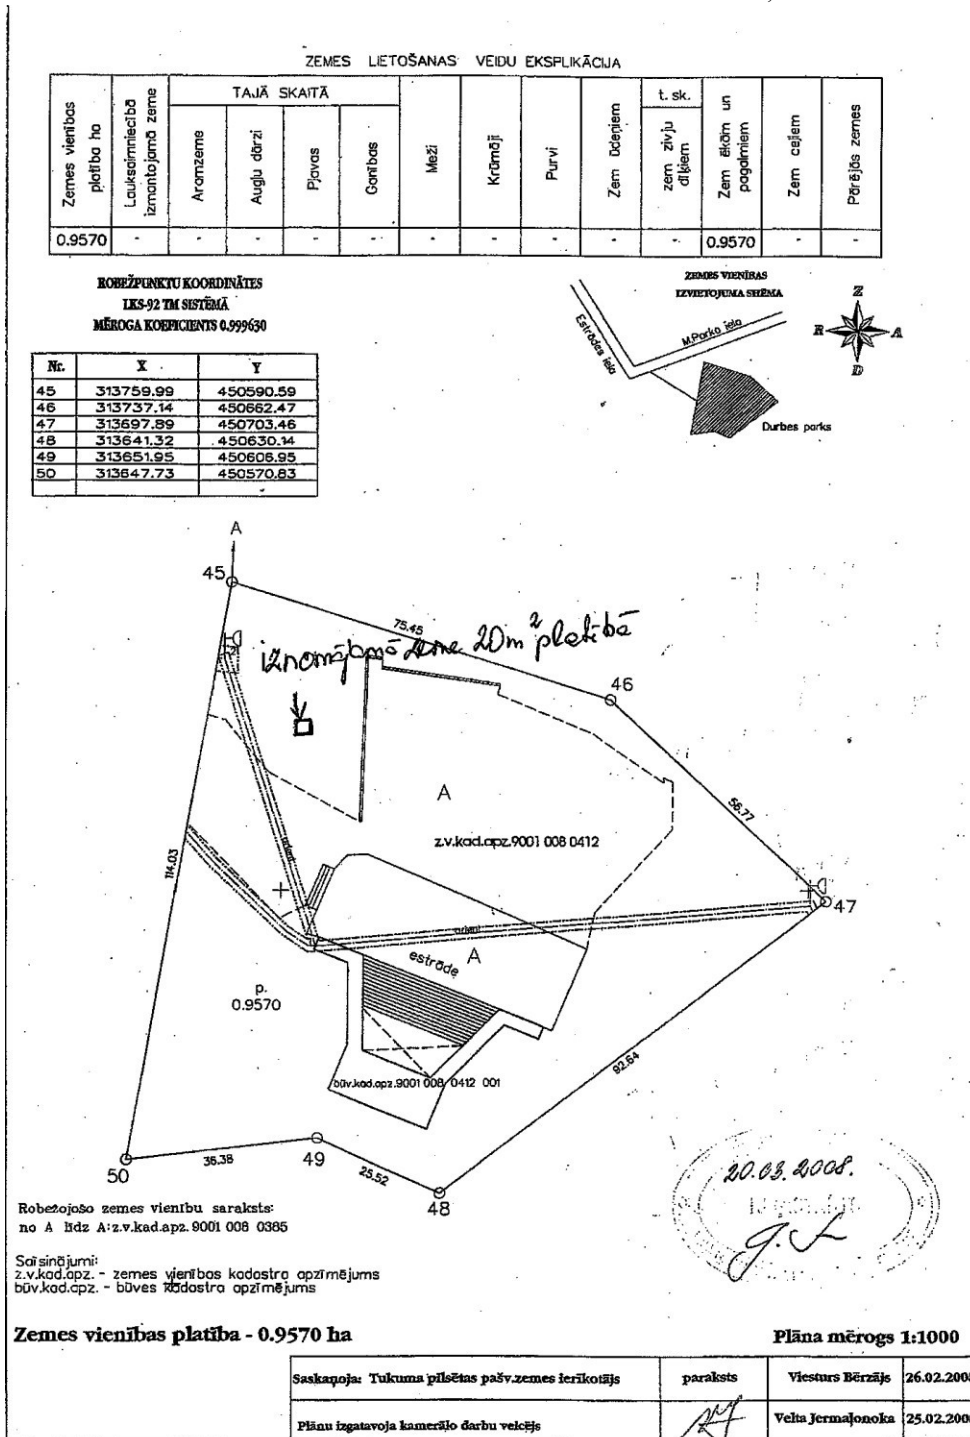 ZEMES LIETOŠANAS VEIDU EKSPLIKĀCIJA
Zemes vienības platība ha
Lauksaimniecībā izmantojamā zeme
TAJĀ SKAITĀ
Aramzeme
Augļu dārzi
Pļavas
Ganības
Meži
Krūmāji
Purvi
Zem ūdeņiem
t. sk.
zem zivju dīķiem
Zem ēkām un pagalmiem
Zem ceļiem
Pārējās zemes
0.9570 - - - - - - - - - - 0.9570 - -
ROBEŽPUNKTU KOORDINĀTES
LKS-92 TM SISTĒMĀ
MĒROGA KOEFICIENTS 0.999630
Nr. X Y
45 313759.99 450590.59
46 313737.14 450662.47
47 313697.89 450703.46
48 313641.32 450630.14
49 313651.95 450606.95
50 313647.73 450570.83
ZEMES VIENĪBAS
IZVIETOJUMA SHĒMA
Estrādes iela
M.Parka iela
Durbes parks
Z
R A
D
A
45
75.45
iznomājamā zeme 20m² platībā
46
A
56.77
z.v.kad.apz.9001 008 0412
114.03
47
estrāde
A
p.
0.9570
būv.kad.apz.9001 008 0412 001
92.64
36.38
50
49
25.52
48
20.03.2008.
Robežojošo zemes vienību saraksts:
no A līdz A:z.v.kad.apz.9001 008 0385
Saīsinājumi:
z.v.kad.apz. - zemes vienības kadastra apzīmējums
būv.kad.apz. - būves kadastra apzīmējums
Zemes vienības platība - 0.9570 ha
Plāna mērogs 1:1000
Saskaņoja: Tukuma pilsētas pašv.zemes ierīkotājs paraksts Viesturs Bērzājs 26.02.2008
Plānu izgatavoja kamerālo darbu veicējs Velta Jermaļonoka 25.02.2008